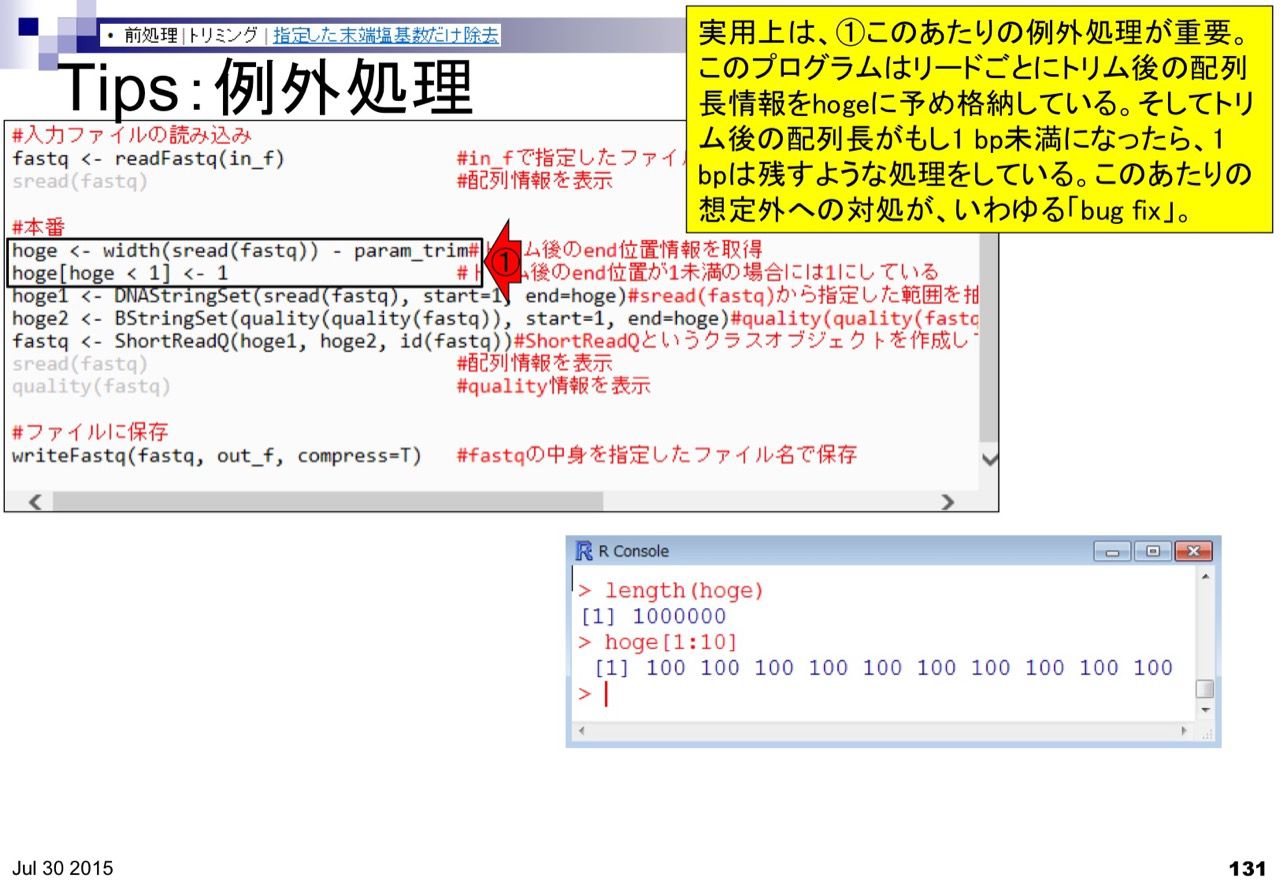 • 前処理|トリミング|指定した末端塩基数だけ除去
Tips:例外処理
実用上は、①このあたりの例外処理が重要。
このプログラムはリードごとにトリム後の配列
長情報をhogeに予め格納している。そしてトリ
ム後の配列長がもし1 bp未満になったら、1
bpは残すような処理をしている。このあたりの
想定外への対処が、いわゆる「bug fix」。
#入力ファイルの読み込み
fastq <- readFastq(in_f) #in_fで指定したファイ
sread(fastq) #配列情報を表示
#本番
hoge <- width(sread(fastq)) - param_trim#ム後のend位置情報を取得
hoge[hoge < 1] <- 1 #ト後のend位置が1未満の場合には1にしている
①
hoge1 <- DNAStringSet(sread(fastq), start=1, end=hoge)#sread(fastq)から指定した範囲を抽
hoge2 <- BStringSet(quality(quality(fastq)), start=1, end=hoge)#quality(quality(fastq
fastq <- ShortReadQ(hoge1, hoge2, id(fastq))#ShortReadQというクラスオブジェクトを作成し
sread(fastq) #配列情報を表示
quality(fastq) #quality情報を表示
#ファイルに保存
writeFastq(fastq, out_f, compress=T) #fastqの中身を指定したファイル名で保存
R Console
> length(hoge)
[1] 1000000
> hoge[1:10]
[1] 100 100 100 100 100 100 100 100 100 100
>
Jul 30 2015
131